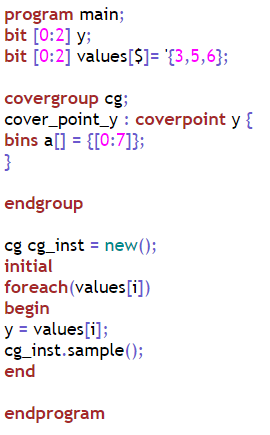 program main;
bit [0:2] y;
bit [0:2] values[$]= '{3,5,6};
covergroup cg;
cover_point_y : coverpoint y {
bins a[] = {[0:7]};
}
endgroup
cg cg_inst = new();
initial
foreach(values[i])
begin
y = values[i];
cg_inst.sample();
end
endprogram